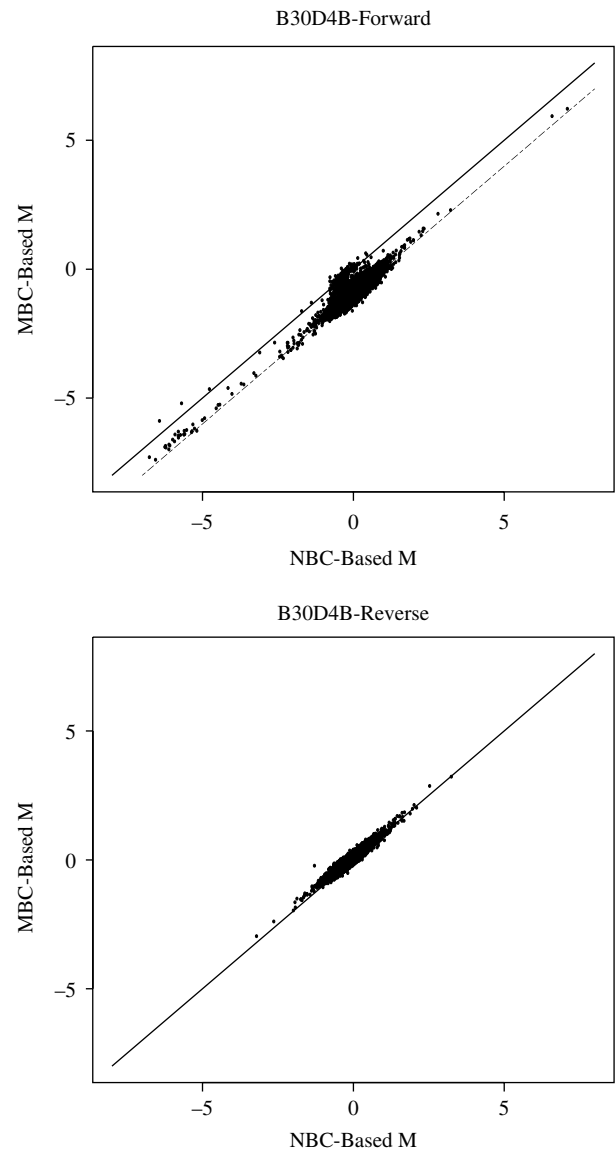 B30D4B-Forward
5
0
–5
MBC-Based M
–5 0 5
NBC-Based M
B30D4B-Reverse
5
0
–5
MBC-Based M
–5 0 5
NBC-Based M